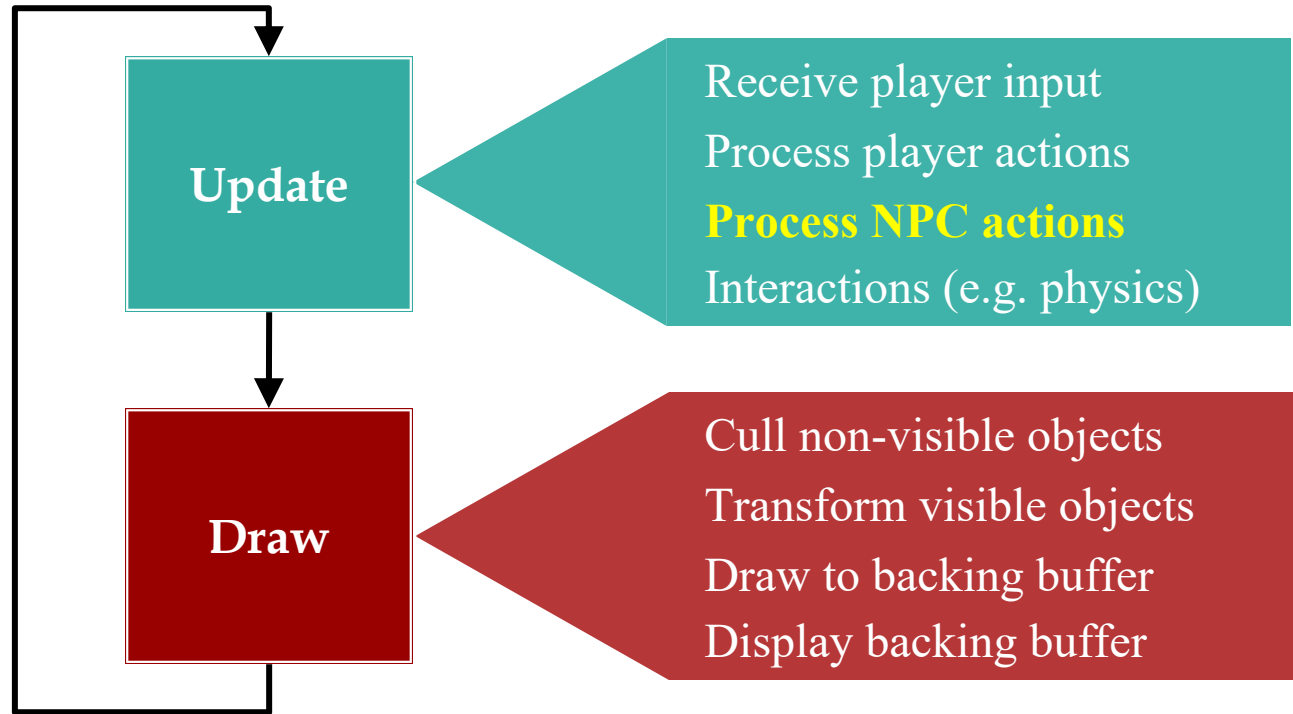 Update
Receive player input
Process player actions
Process NPC actions
Interactions (e.g. physics)
Draw
Cull non-visible objects
Transform visible objects
Draw to backing buffer
Display backing buffer